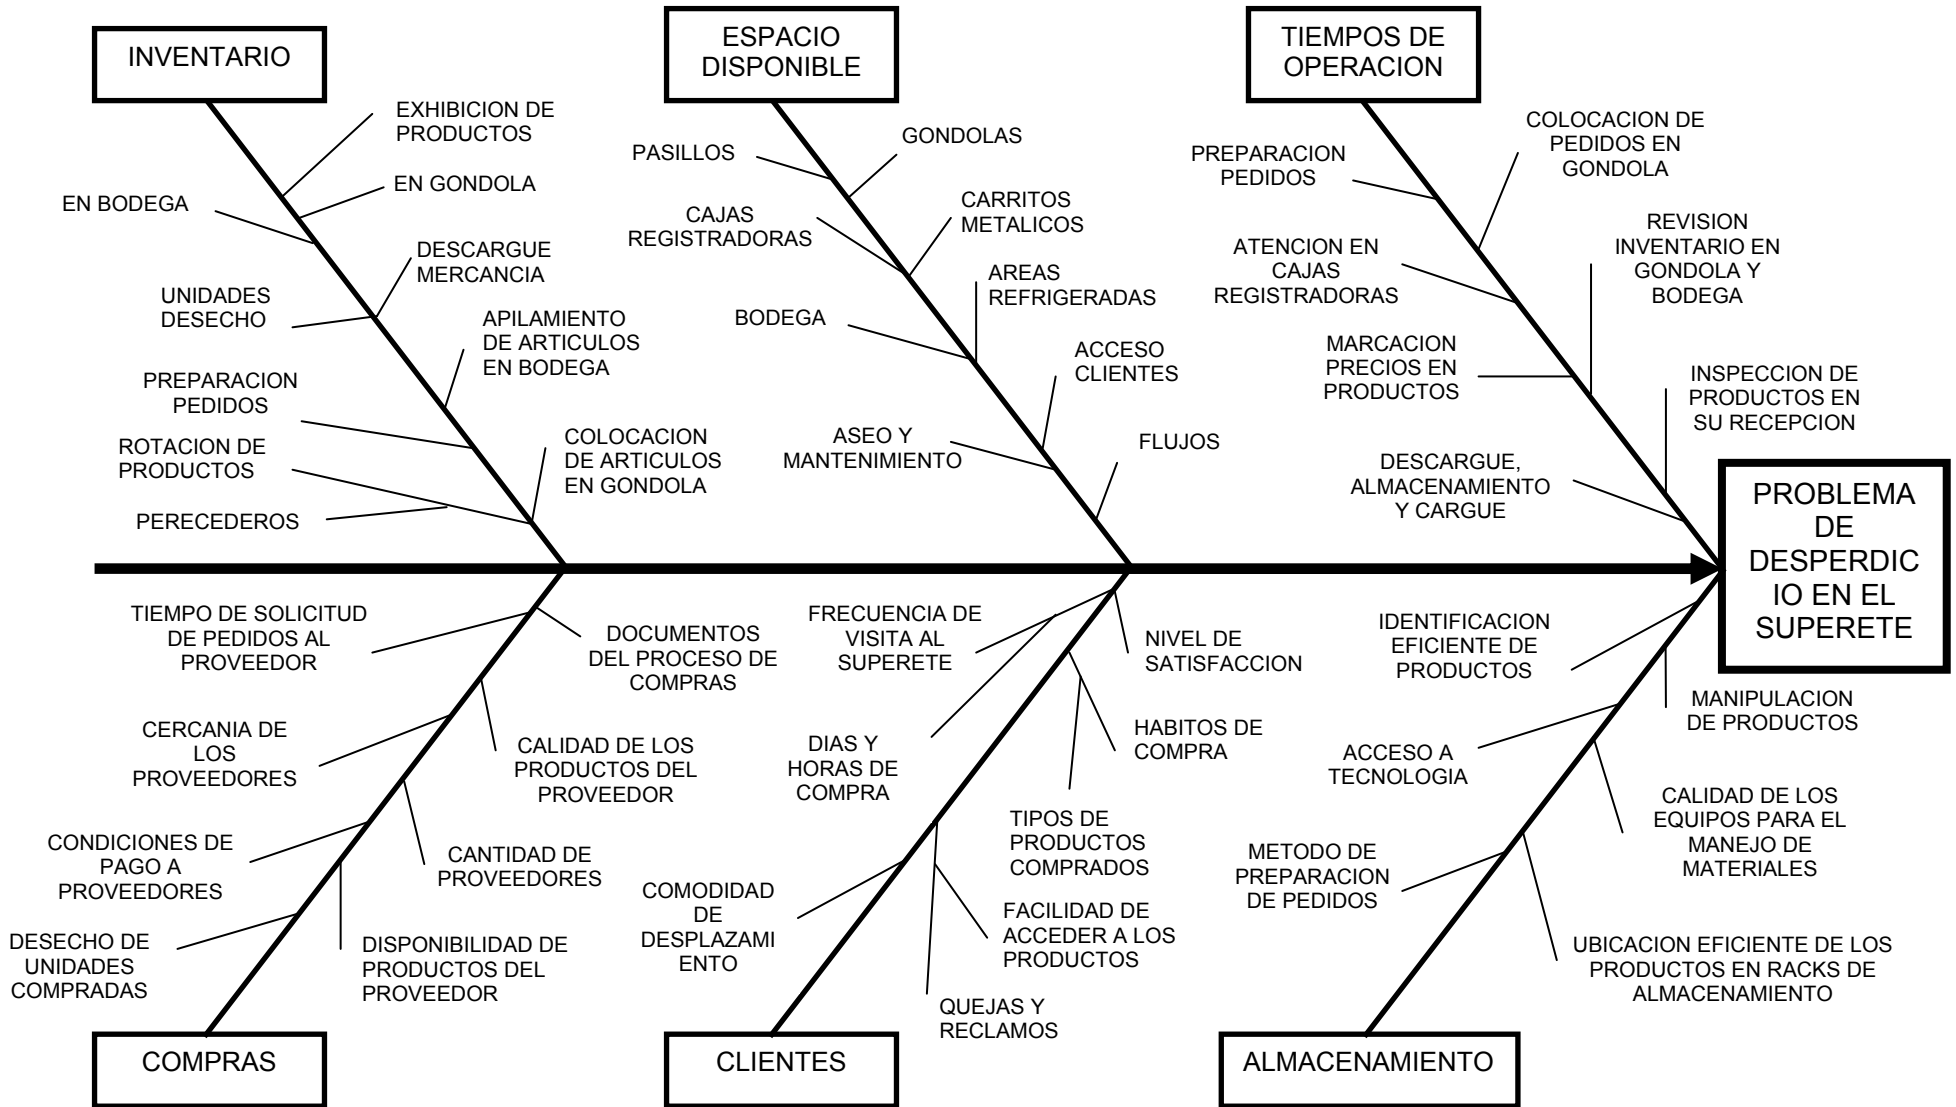 INVENTARIO
ESPACIO
DISPONIBLE
TIEMPOS DE
OPERACION
EXHIBICION DE
PRODUCTOS
EN GONDOLA
EN BODEGA
DESCARGUE
MERCANCIA
UNIDADES
DESECHO
APILAMIENTO
DE ARTICULOS
EN BODEGA
PREPARACION
PEDIDOS
ROTACION DE
PRODUCTOS
COLOCACION
DE ARTICULOS
EN GONDOLA
PERECEDEROS
GONDOLAS
PASILLOS
CARRITOS
METALICOS
CAJAS
REGISTRADORAS
AREAS
REFRIGERADAS
BODEGA
ACCESO
CLIENTES
ASEO Y
MANTENIMIENTO
FLUJOS
COLOCACION DE
PEDIDOS EN
GONDOLA
PREPARACION
PEDIDOS
REVISION
INVENTARIO EN
GONDOLA Y
BODEGA
ATENCION EN
CAJAS
REGISTRADORAS
MARCACION
PRECIOS EN
PRODUCTOS
INSPECCION DE
PRODUCTOS EN
SU RECEPCION
DESCARGUE,
ALMACENAMIENTO
Y CARGUE
PROBLEMA
DE
DESPERDIC
IO EN EL
SUPERETE
TIEMPO DE SOLICITUD
DE PEDIDOS AL
PROVEEDOR
DOCUMENTOS
DEL PROCESO DE
COMPRAS
CERCANIA DE
LOS
PROVEEDORES
CALIDAD DE LOS
PRODUCTOS DEL
PROVEEDOR
CONDICIONES DE
PAGO A
PROVEEDORES
CANTIDAD DE
PROVEEDORES
DESECHO DE
UNIDADES
COMPRADAS
DISPONIBILIDAD DE
PRODUCTOS DEL
PROVEEDOR
FRECUENCIA DE
VISITA AL
SUPERETE
NIVEL DE
SATISFACCION
DIAS Y
HORAS DE
COMPRA
HABITOS DE
COMPRA
TIPOS DE
PRODUCTOS
COMPRADOS
COMODIDAD
DE
DESPLAZAMI
ENTO
FACILIDAD DE
ACCEDER A LOS
PRODUCTOS
QUEJAS Y
RECLAMOS
IDENTIFICACION
EFICIENTE DE
PRODUCTOS
MANIPULACION
DE PRODUCTOS
ACCESO A
TECNOLOGIA
CALIDAD DE LOS
EQUIPOS PARA EL
MANEJO DE
MATERIALES
METODO DE
PREPARACION
DE PEDIDOS
UBICACION EFICIENTE DE LOS
PRODUCTOS EN RACKS DE
ALMACENAMIENTO
COMPRAS
CLIENTES
ALMACENAMIENTO